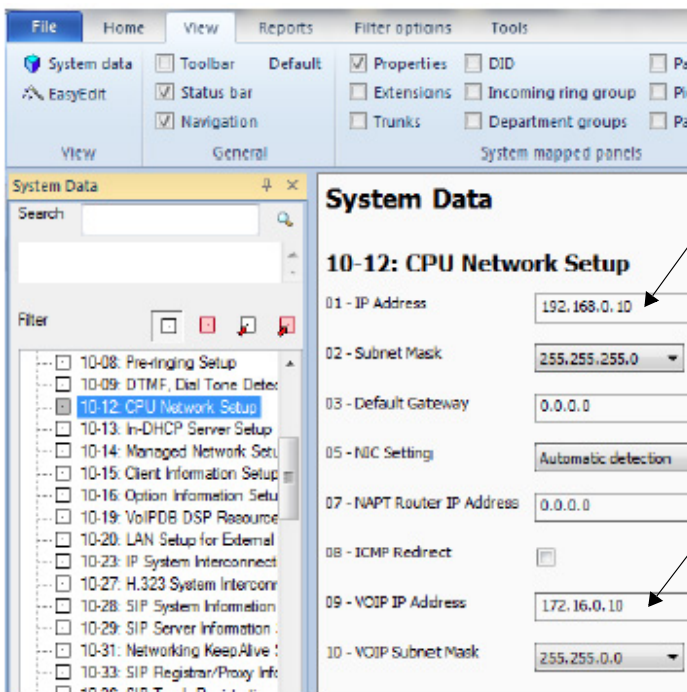 File Home View Reports Filter options Tools
System data Toolbar Default Properties DID Pa
EasyEdit Status bar Extensions Incoming ring group
Navigation Trunks Department groups Pa
View General System mapped panels
System Data
Search
Filter
10-08: Pre-ringing Setup
10-09: DTMF, Dial Tone Detec
10-12: CPU Network Setup
10-13: In-DHCP Server Setup
10-14: Managed Network Setu
10-15: Client Information Setup
10-16: Option Information Setu
10-19: VoIPDB DSP Resource
10-20: LAN Setup for External
10-23: IP System Interconnect
10-27: H.323 System Interconn
10-28: SIP System Information
10-29: SIP Server Information
10-31: Networking KeepAlive
10-33: SIP Registrar/Proxy Info
System Data
10-12: CPU Network Setup
01 - IP Address 192.168.0.10
02 - Subnet Mask 255.255.255.0
03 - Default Gateway 0.0.0.0
05 - NIC Setting Automatic detection
07 - NAPT Router IP Address 0.0.0.0
08 - ICMP Redirect
09 - VOIP IP Address 172.16.0.10
10 - VOIP Subnet Mask 255.255.0.0